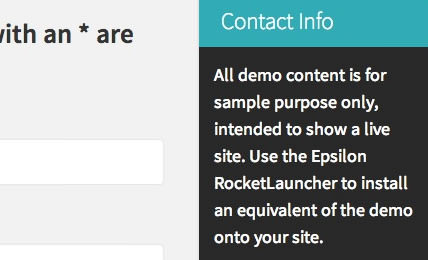 with an * are
Contact Info
All demo content is for
sample purpose only,
intended to show a live
site. Use the Epsilon
RocketLauncher to install
an equivalent of the demo
onto your site.